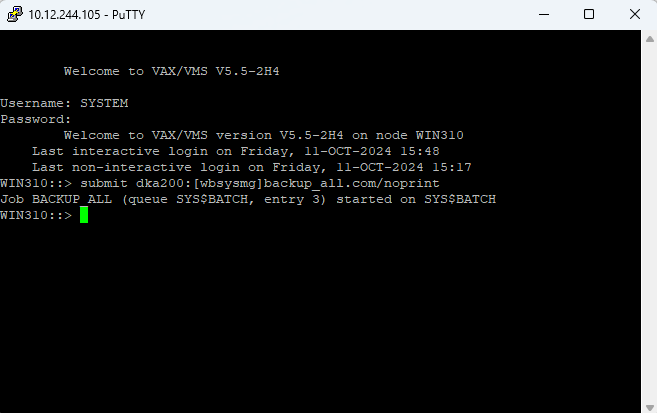 10.12.244.105 - PuTTY
Welcome to VAX/VMS V5.5-2H4
Username: SYSTEM
Password:
Welcome to VAX/VMS version V5.5-2H4 on node WIN310
Last interactive login on Friday, 11-OCT-2024 15:48
Last non-interactive login on Friday, 11-OCT-2024 15:17
WIN310::> submit dka200:[wbsysmg]backup_all.com/noprint
Job BACKUP_ALL (queue SYS$BATCH, entry 3) started on SYS$BATCH
WIN310::>